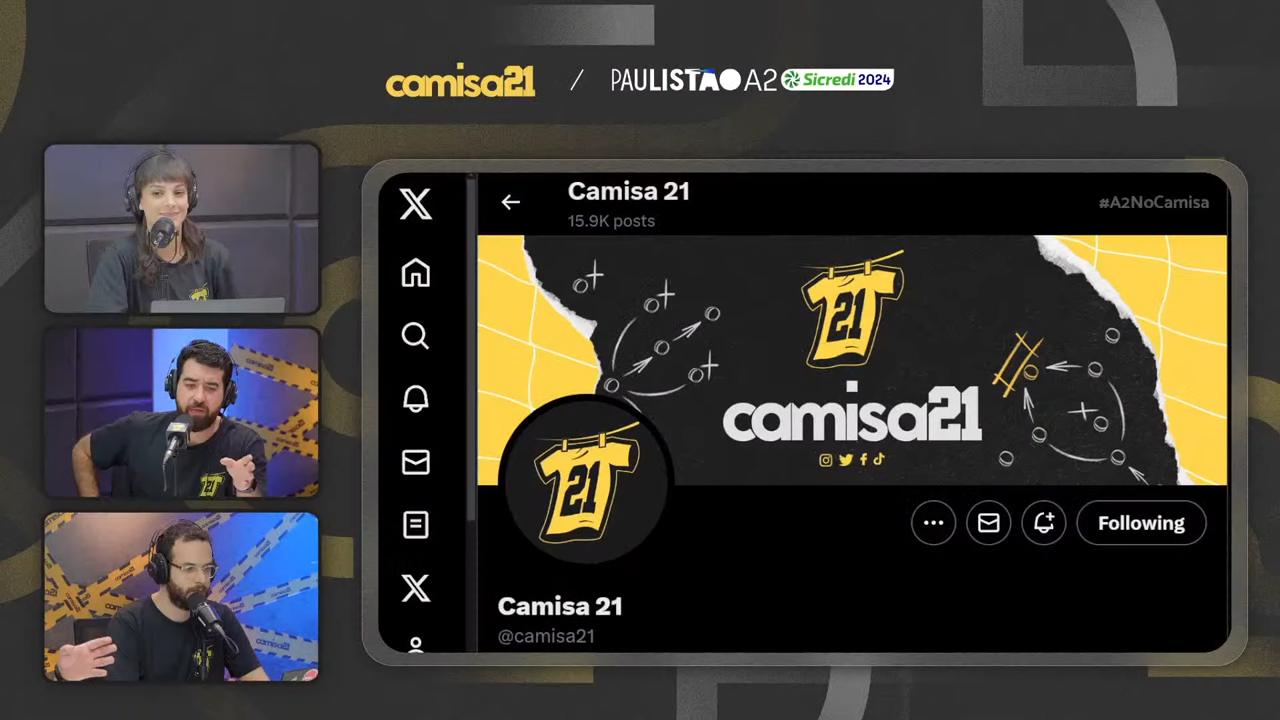 camisa21 / PAULISTÃO A2 Sicredi 2024
Camisa 21
15.9K posts
#A2NoCamisa
21
camisa21
21
Following
Camisa 21
@camisa21